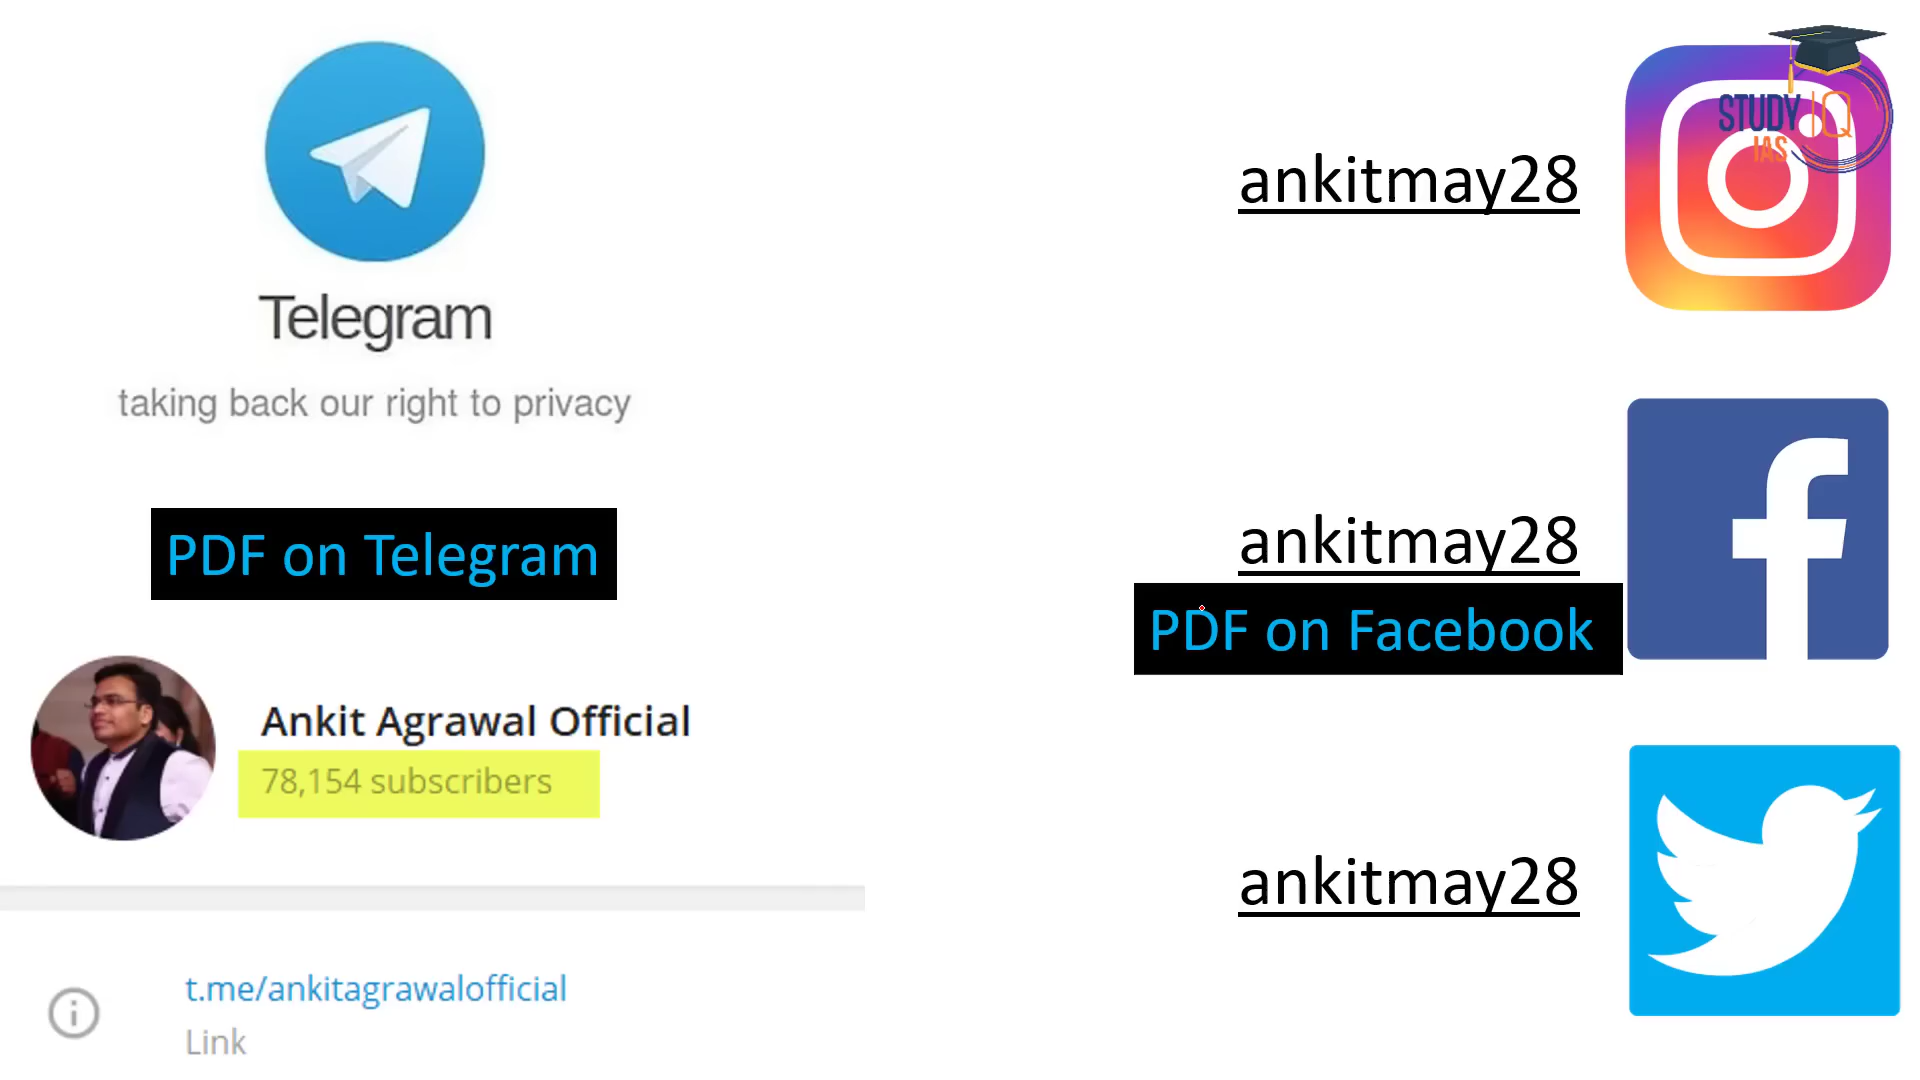 Telegram
taking back our right to privacy
PDF on Telegram
Ankit Agrawal Official
78,154 subscribers
t.me/ankitagrawalofficial
Link
STUDY IQ
IAS
ankitmay28
ankitmay28
PDF on Facebook
ankitmay28